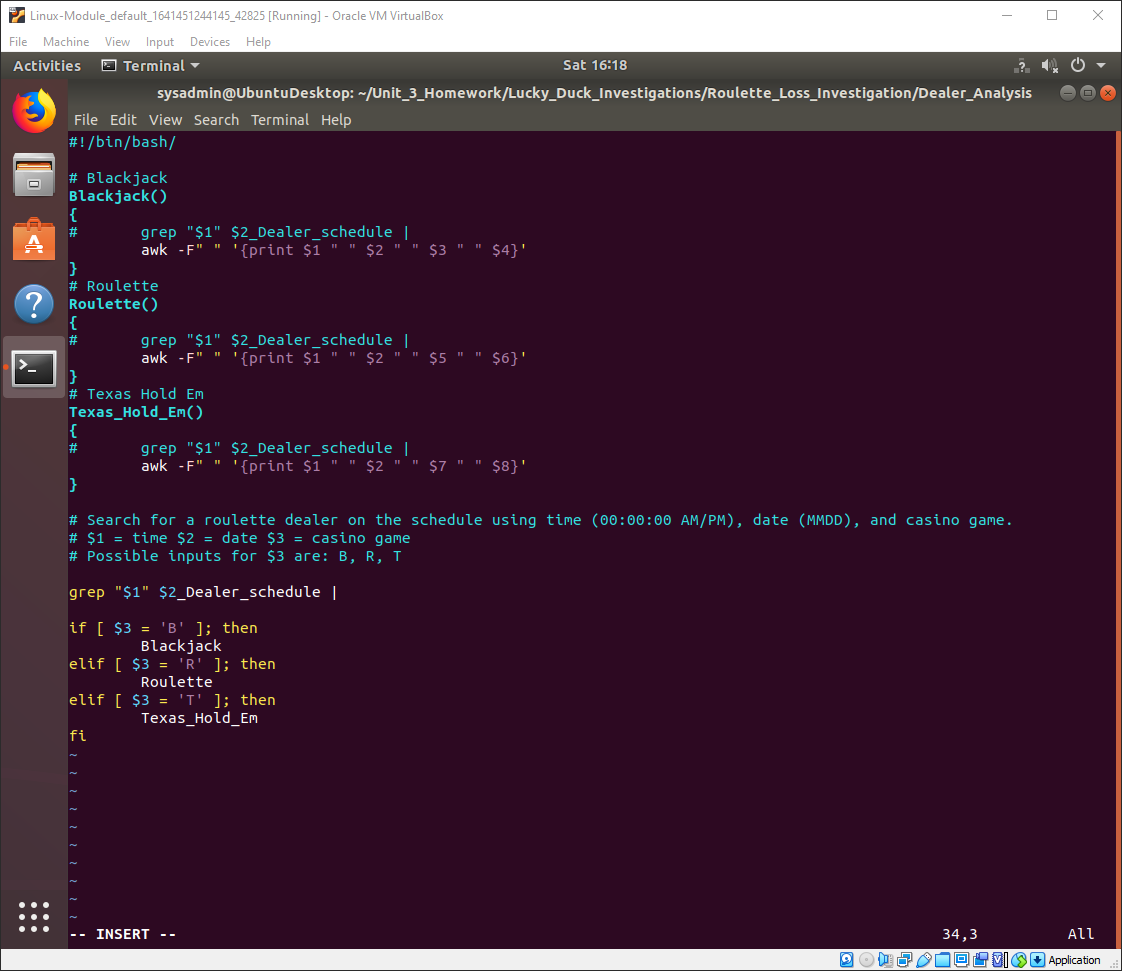 Linux-Module_default_1641451244145_42825 [Running] - Oracle VM VirtualBox
File Machine View Input Devices Help
Activities Terminal Sat 16:18
sysadmin@UbuntuDesktop: ~/Unit_3_Homework/Lucky_Duck_Investigations/Roulette_Loss_Investigation/Dealer_Analysis
File Edit View Search Terminal Help
#!/bin/bash/
# Blackjack
Blackjack()
{
#       grep "$1" $2_Dealer_schedule |
        awk -F" " '{print $1 " " $2 " " $3 " " $4}'
}
# Roulette
Roulette()
{
#       grep "$1" $2_Dealer_schedule |
        awk -F" " '{print $1 " " $2 " " $5 " " $6}'
}
# Texas Hold Em
Texas_Hold_Em()
{
#       grep "$1" $2_Dealer_schedule |
        awk -F" " '{print $1 " " $2 " " $7 " " $8}'
}
# Search for a roulette dealer on the schedule using time (00:00:00 AM/PM), date (MMDD), and casino game.
# $1 = time $2 = date $3 = casino game
# Possible inputs for $3 are: B, R, T
grep "$1" $2_Dealer_schedule |
if [ $3 = 'B' ]; then
        Blackjack
elif [ $3 = 'R' ]; then
        Roulette
elif [ $3 = 'T' ]; then
        Texas_Hold_Em
fi
~
~
~
~
~
~
~
~
~
~
-- INSERT -- 34,3 All
Application